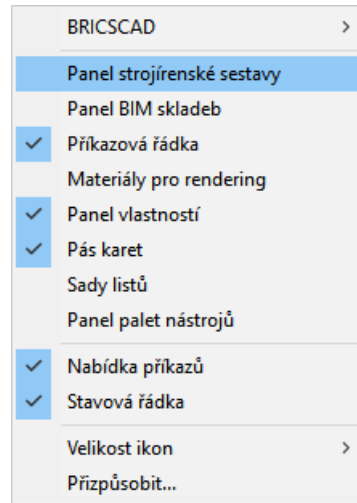 BRICSCAD
Panel strojírenské sestavy
Panel BIM skladeb
Příkazová řádka
Materiály pro rendering
Panel vlastností
Pás karet
Sady listů
Panel palet nástrojů
Nabídka příkazů
Stavová řádka
Velikost ikon
Přizpůsobit...